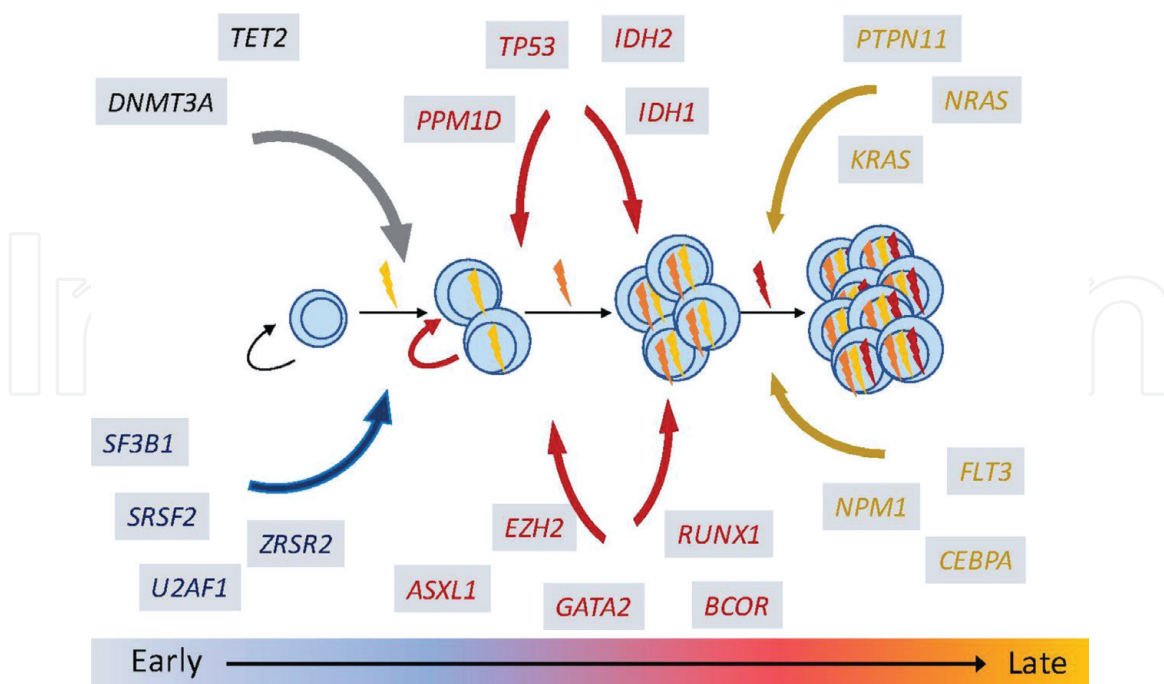 TET2
DNMT3A
TP53
IDH2
PPM1D
IDH1
PTPN11
NRAS
KRAS
SF3B1
SRSF2
ZRSR2
U2AF1
EZH2
RUNX1
ASXL1
GATA2
BCOR
FLT3
NPM1
CEBPA
Early
Late